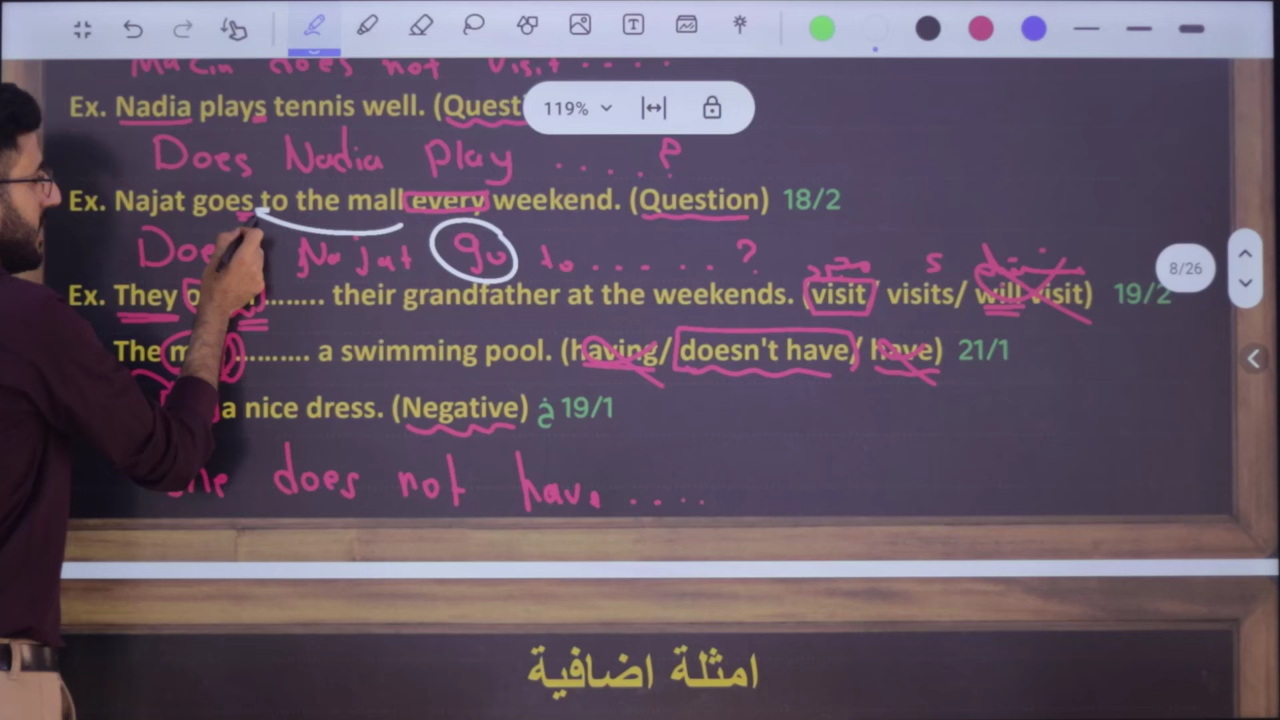 119%
does not visit ....
Ex. Nadia plays tennis well. (Quest
Does Nadia Play .....?
Ex. Najat goes to the mall every weekend. (Question) 18/2
Najat go to ......?
s
Ex. They ........ their grandfather at the weekends. (visit/ visits/ will visit) 19/2
8/26
The .......... a swimming pool. (having/ doesn't have/ have) 21/1
a nice dress. (Negative) خ 19/1
does not have ....
امثلة اضافية